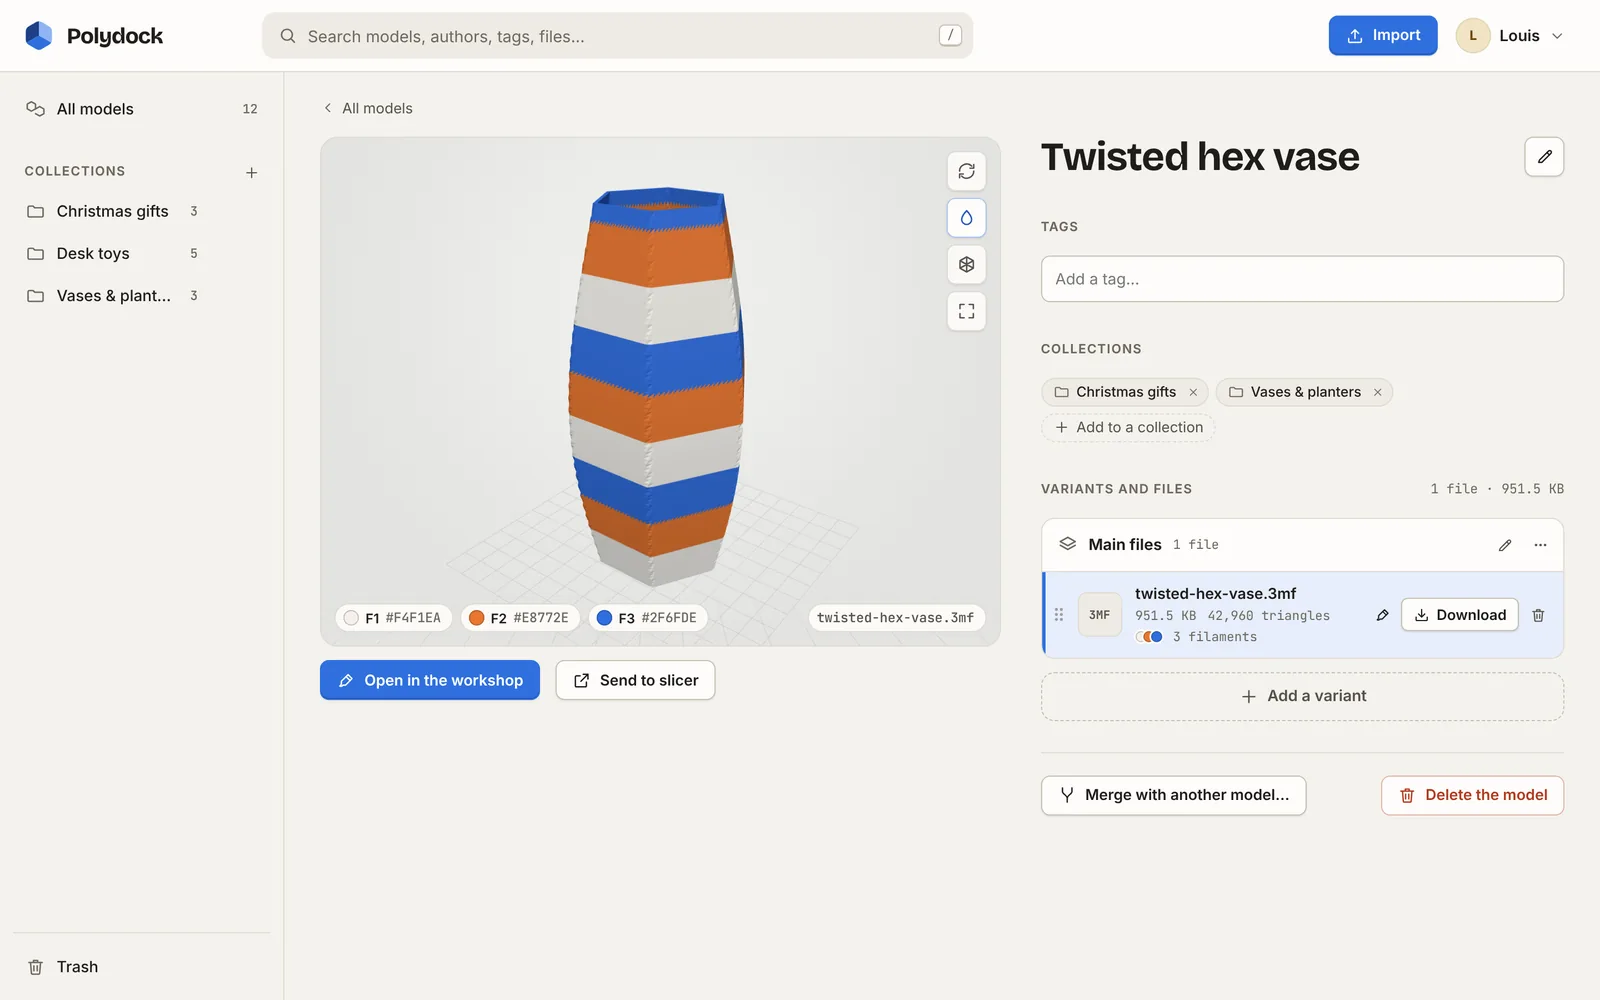 Polydock
Search models, authors, tags, files...
/
Import
L
Louis
All models
12
COLLECTIONS
Christmas gifts 3
Desk toys 5
Vases & plant... 3
Trash
All models
F1 #F4F1EA
F2 #E8772E
F3 #2F6FDE
twisted-hex-vase.3mf
Open in the workshop
Send to slicer
Twisted hex vase
TAGS
Add a tag...
COLLECTIONS
Christmas gifts
Vases & planters
Add to a collection
VARIANTS AND FILES
1 file · 951.5 KB
Main files 1 file
3MF
twisted-hex-vase.3mf
951.5 KB 42,960 triangles
3 filaments
Download
Add a variant
Merge with another model...
Delete the model